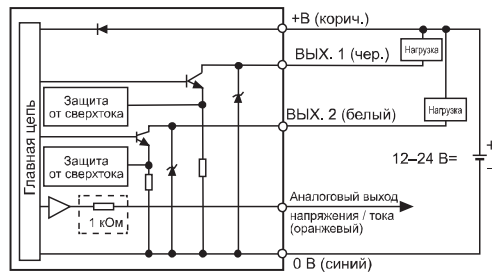 +В (корич.)
ВЫХ. 1 (чер.)
Нагрузка
Главная цепь
Защита
от сверхтока
ВЫХ. 2 (белый)
Нагрузка
Защита
от сверхтока
12–24 В=
+
–
1 кОм
Аналоговый выход
напряжения / тока
(оранжевый)
0 В (синий)